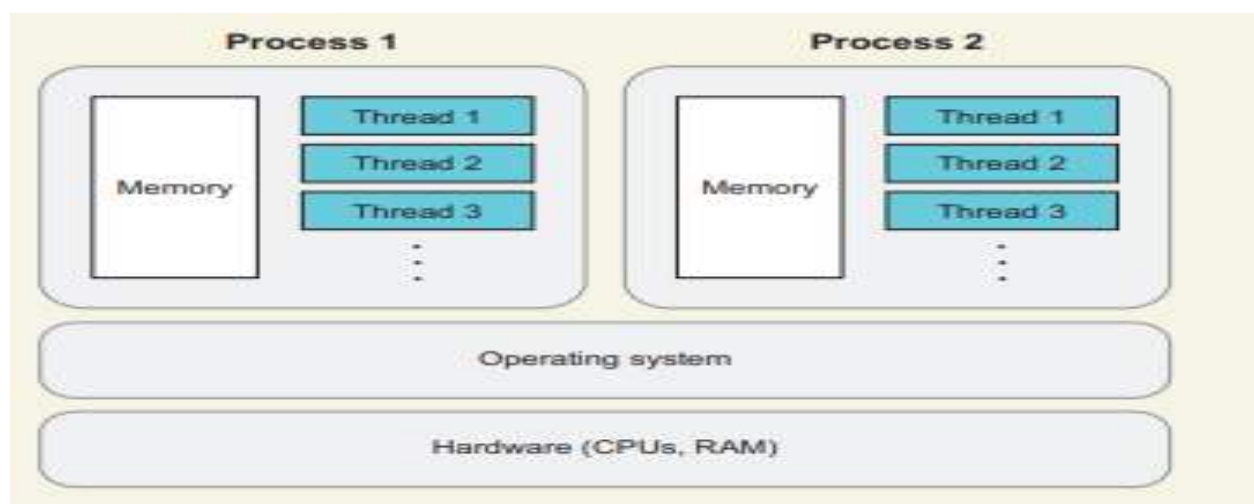 Process 1
Memory
Thread 1
Thread 2
Thread 3
Process 2
Memory
Thread 1
Thread 2
Thread 3
Operating system
Hardware (CPUs, RAM)